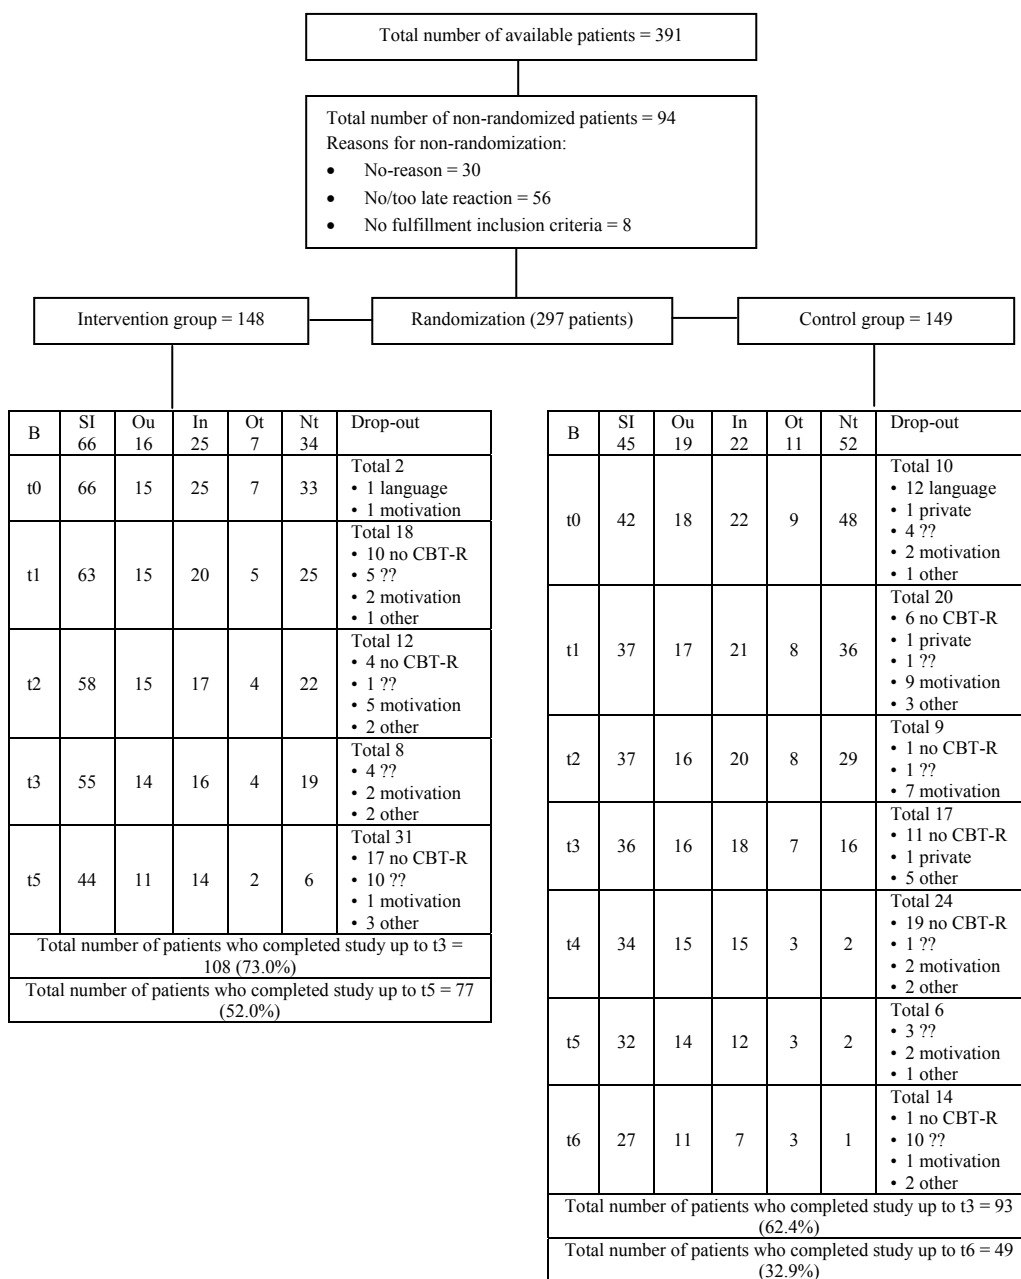 Total number of available patients = 391
Total number of non-randomized patients = 94
Reasons for non-randomization:
• No-reason = 30
• No/too late reaction = 56
• No fulfillment inclusion criteria = 8
Intervention group = 148
Randomization (297 patients)
Control group = 149
B SI 66 Ou 16 In 25 Ot 7 Nt 34 Drop-out
t0 66 15 25 7 33 Total 2
• 1 language
• 1 motivation
t1 63 15 20 5 25 Total 18
• 10 no CBT-R
• 5 ??
• 2 motivation
• 1 other
t2 58 15 17 4 22 Total 12
• 4 no CBT-R
• 1 ??
• 5 motivation
• 2 other
t3 55 14 16 4 19 Total 8
• 4 ??
• 2 motivation
• 2 other
t5 44 11 14 2 6 Total 31
• 17 no CBT-R
• 10 ??
• 1 motivation
• 3 other
Total number of patients who completed study up to t3 =
108 (73.0%)
Total number of patients who completed study up to t5 = 77
(52.0%)
B SI 45 Ou 19 In 22 Ot 11 Nt 52 Drop-out
t0 42 18 22 9 48 Total 10
• 12 language
• 1 private
• 4 ??
• 2 motivation
• 1 other
t1 37 17 21 8 36 Total 20
• 6 no CBT-R
• 1 private
• 1 ??
• 9 motivation
• 3 other
t2 37 16 20 8 29 Total 9
• 1 no CBT-R
• 1 ??
• 7 motivation
t3 36 16 18 7 16 Total 17
• 11 no CBT-R
• 1 private
• 5 other
t4 34 15 15 3 2 Total 24
• 19 no CBT-R
• 1 ??
• 2 motivation
• 2 other
t5 32 14 12 3 2 Total 6
• 3 ??
• 2 motivation
• 1 other
t6 27 11 7 3 1 Total 14
• 1 no CBT-R
• 10 ??
• 1 motivation
• 2 other
Total number of patients who completed study up to t3 = 93
(62.4%)
Total number of patients who completed study up to t6 = 49
(32.9%)